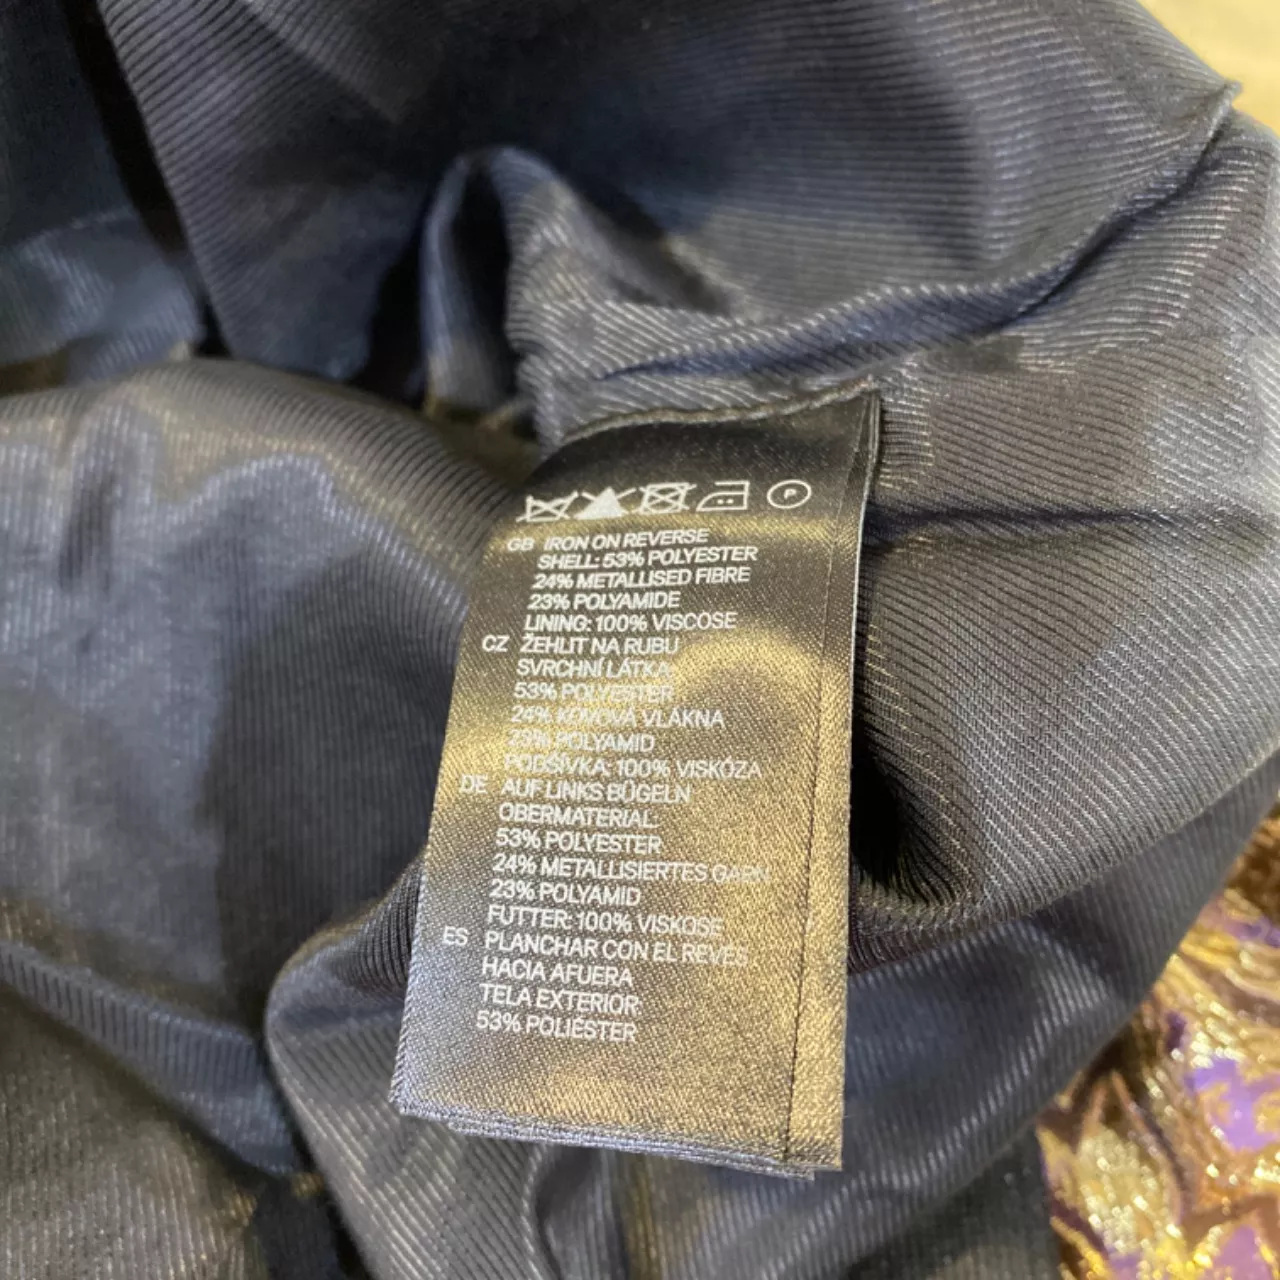 P
GB IRON ON REVERSE
SHELL: 53% POLYESTER
24% METALLISED FIBRE
23% POLYAMIDE
LINING: 100% VISCOSE
CZ ŽEHLIT NA RUBU
SVRCHNÍ LÁTKA:
53% POLYESTER
24% KOVOVÁ VLÁKNA
23% POLYAMID
PODŠÍVKA: 100% VISKÓZA
DE AUF LINKS BÜGELN
OBERMATERIAL:
53% POLYESTER
24% METALLISIERTES GARN
23% POLYAMID
FUTTER: 100% VISKOSE
ES PLANCHAR CON EL REVÉS
HACIA AFUERA
TELA EXTERIOR:
53% POLIÉSTER